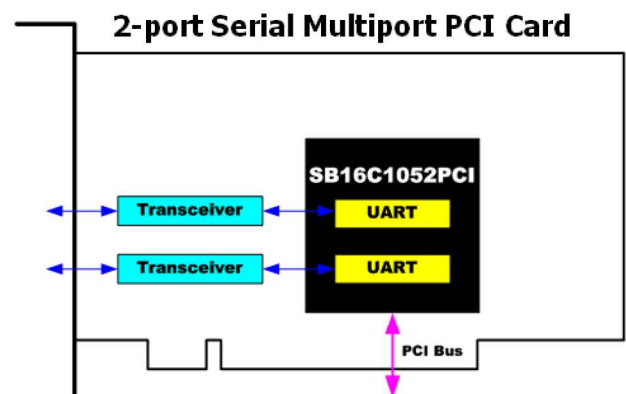 2-port Serial Multiport PCI Card
SB16C1052PCI
Transceiver
UART
Transceiver
UART
PCI Bus